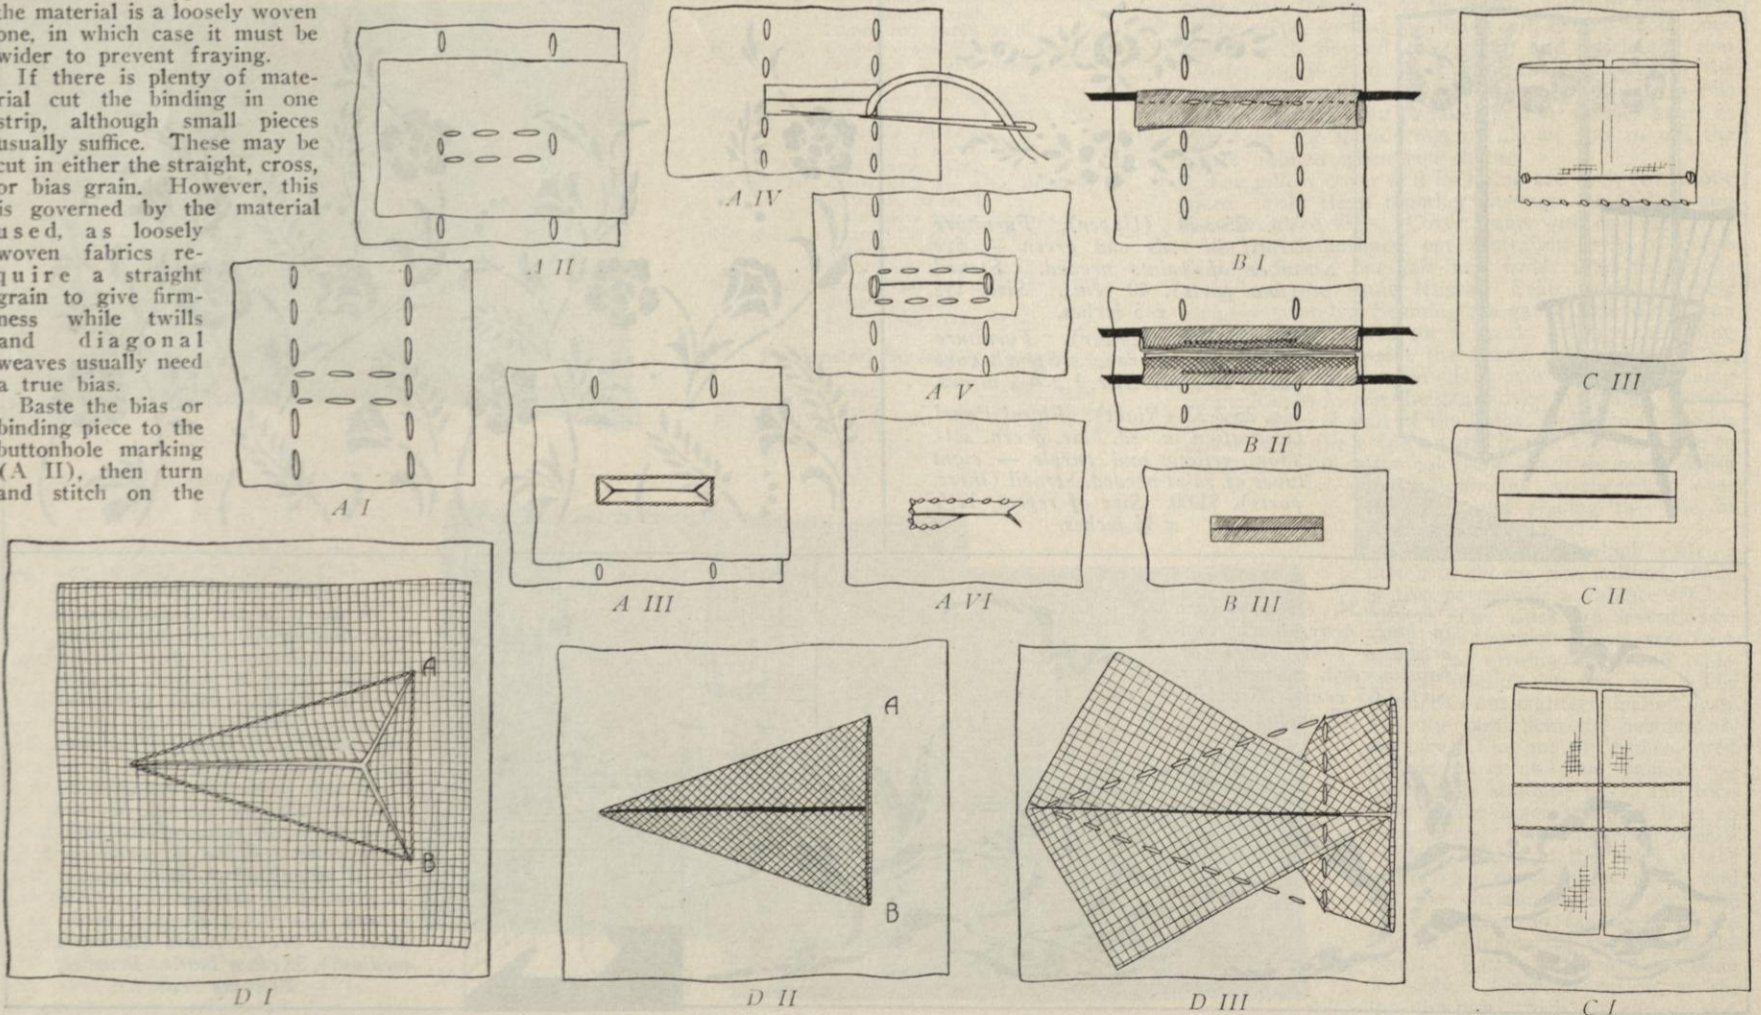 the material is a loosely woven
one, in which case it must be
wider to prevent fraying.
If there is plenty of mate-
rial cut the binding in one
strip, although small pieces
usually suffice. These may be
cut in either the straight, cross,
or bias grain. However, this
is governed by the material
used, as loosely
woven fabrics re-
quire a straight
grain to give firm-
ness while twills
and diagonal
weaves usually need
a true bias.
Baste the bias or
binding piece to the
buttonhole marking
(A II), then turn
and stitch on the
A II
A IV
B I
A I
A III
A V
A VI
B II
B III
C III
C II
A
B
D I
A
B
D II
D III
C I